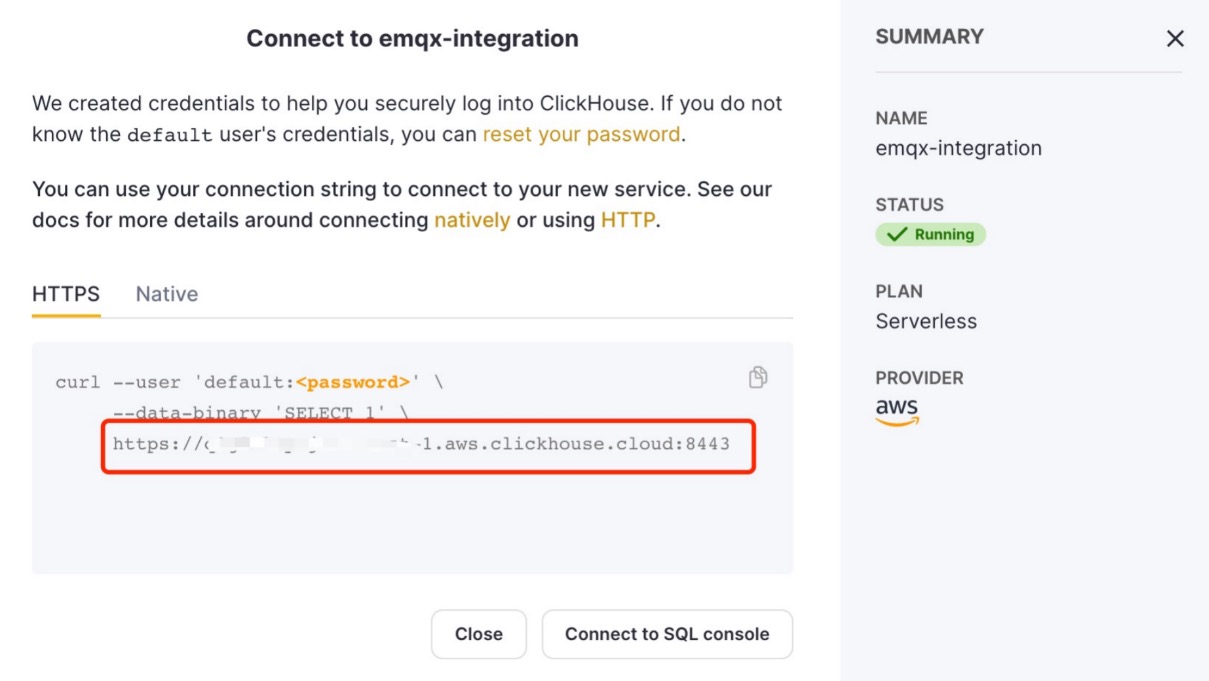 Connect to emqx-integration
We created credentials to help you securely log into ClickHouse. If you do not
know the default user's credentials, you can reset your password.
You can use your connection string to connect to your new service. See our
docs for more details around connecting natively or using HTTP.
HTTPS
Native
curl --user 'default:<password>' \
--data-binary 'SELECT 1' \
https:// -1.aws.clickhouse.cloud:8443
Close
Connect to SQL console
SUMMARY
NAME
emqx-integration
STATUS
Running
PLAN
Serverless
PROVIDER
aws